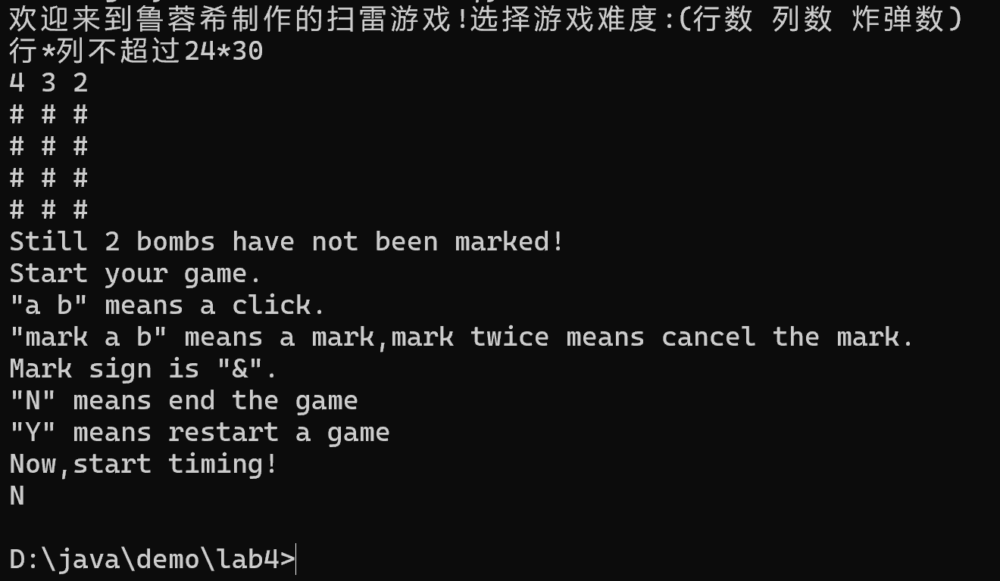 欢迎来到鲁蓉希制作的扫雷游戏!选择游戏难度:(行数 列数 炸弹数)
行*列不超过24*30
4 3 2
# # #
# # #
# # #
# # #
Still 2 bombs have not been marked!
Start your game.
"a b" means a click.
"mark a b" means a mark,mark twice means cancel the mark.
Mark sign is "&".
"N" means end the game
"Y" means restart a game
Now,start timing!
N
D:\java\demo\lab4>